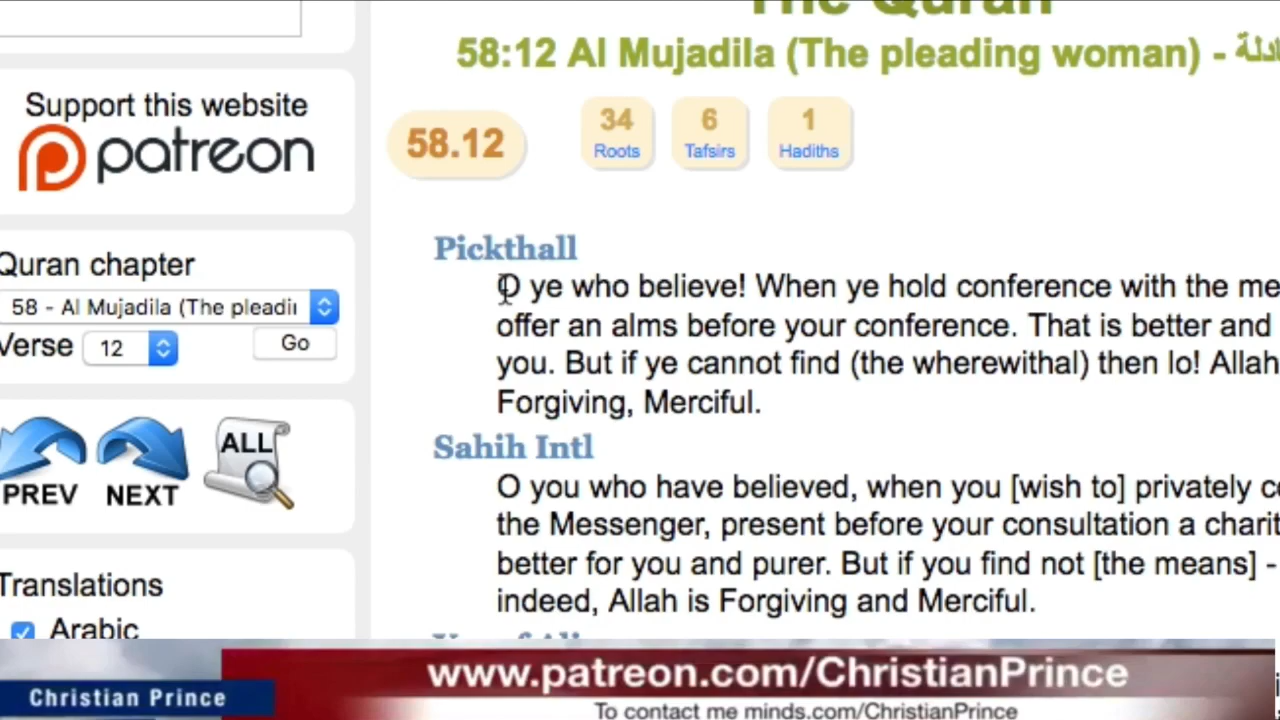 The Quran
58:12 Al Mujadila (The pleading woman) -
Support this website
patreon
58.12
34
Roots
6
Tafsirs
1
Hadiths
Quran chapter
58 - Al Mujadila (The pleadi
Verse 12 Go
PREV NEXT ALL
Translations
Arabic
Pickthall
O ye who believe! When ye hold conference with the me
offer an alms before your conference. That is better and
you. But if ye cannot find (the wherewithal) then lo! Allah
Forgiving, Merciful.
Sahih Intl
O you who have believed, when you [wish to] privately co
the Messenger, present before your consultation a charit
better for you and purer. But if you find not [the means] -
indeed, Allah is Forgiving and Merciful.
www.patreon.com/ChristianPrince
Christian Prince
To contact me minds.com/ChristianPrince